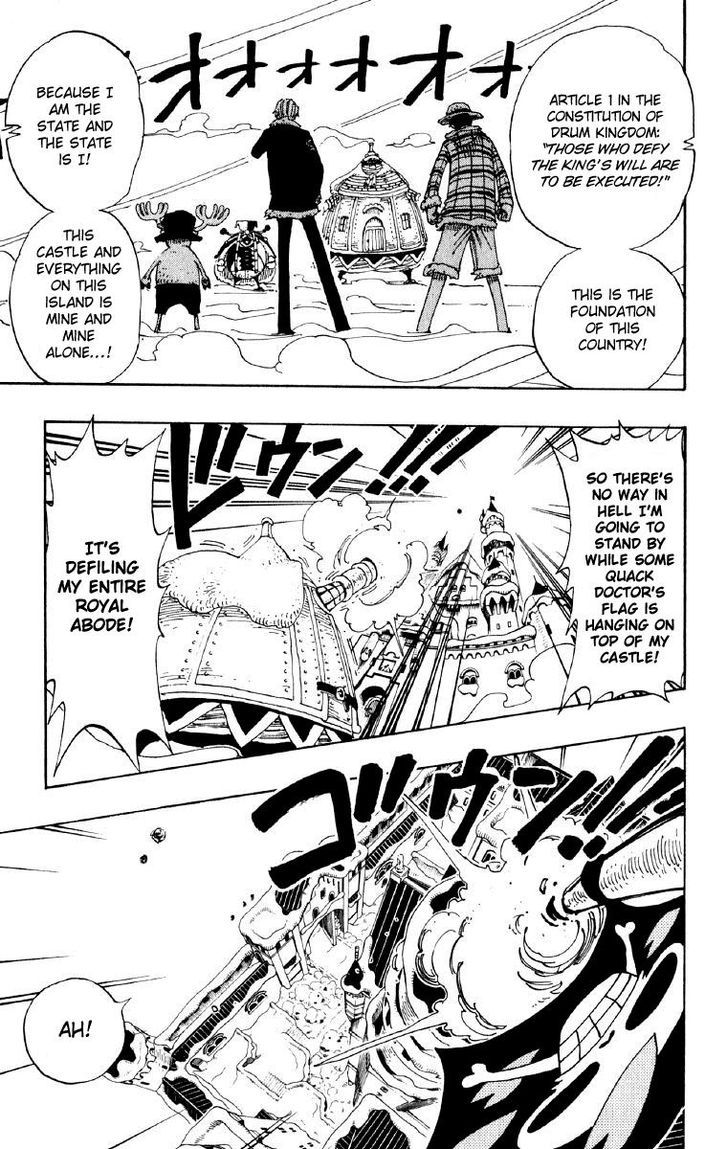 オオオオオオ
ARTICLE 1 IN THE
CONSTITUTION OF
DRUM KINGDOM:
"THOSE WHO DEFY
THE KING'S WILL ARE
TO BE EXECUTED!"
THIS IS THE
FOUNDATION
OF THIS
COUNTRY!
BECAUSE I
AM THE
STATE AND
THE STATE
IS I!
THIS
CASTLE AND
EVERYTHING
ON THIS
ISLAND IS
MINE AND
MINE
ALONE...!
SO THERE'S
NO WAY IN
HELL I'M
GOING TO
STAND BY
WHILE SOME
QUACK
DOCTOR'S
FLAG IS
HANGING ON
TOP OF MY
CASTLE!
ドゥン!!!
IT'S
DEFILING
MY ENTIRE
ROYAL
ABODE!
ゴゥン!!
AH!